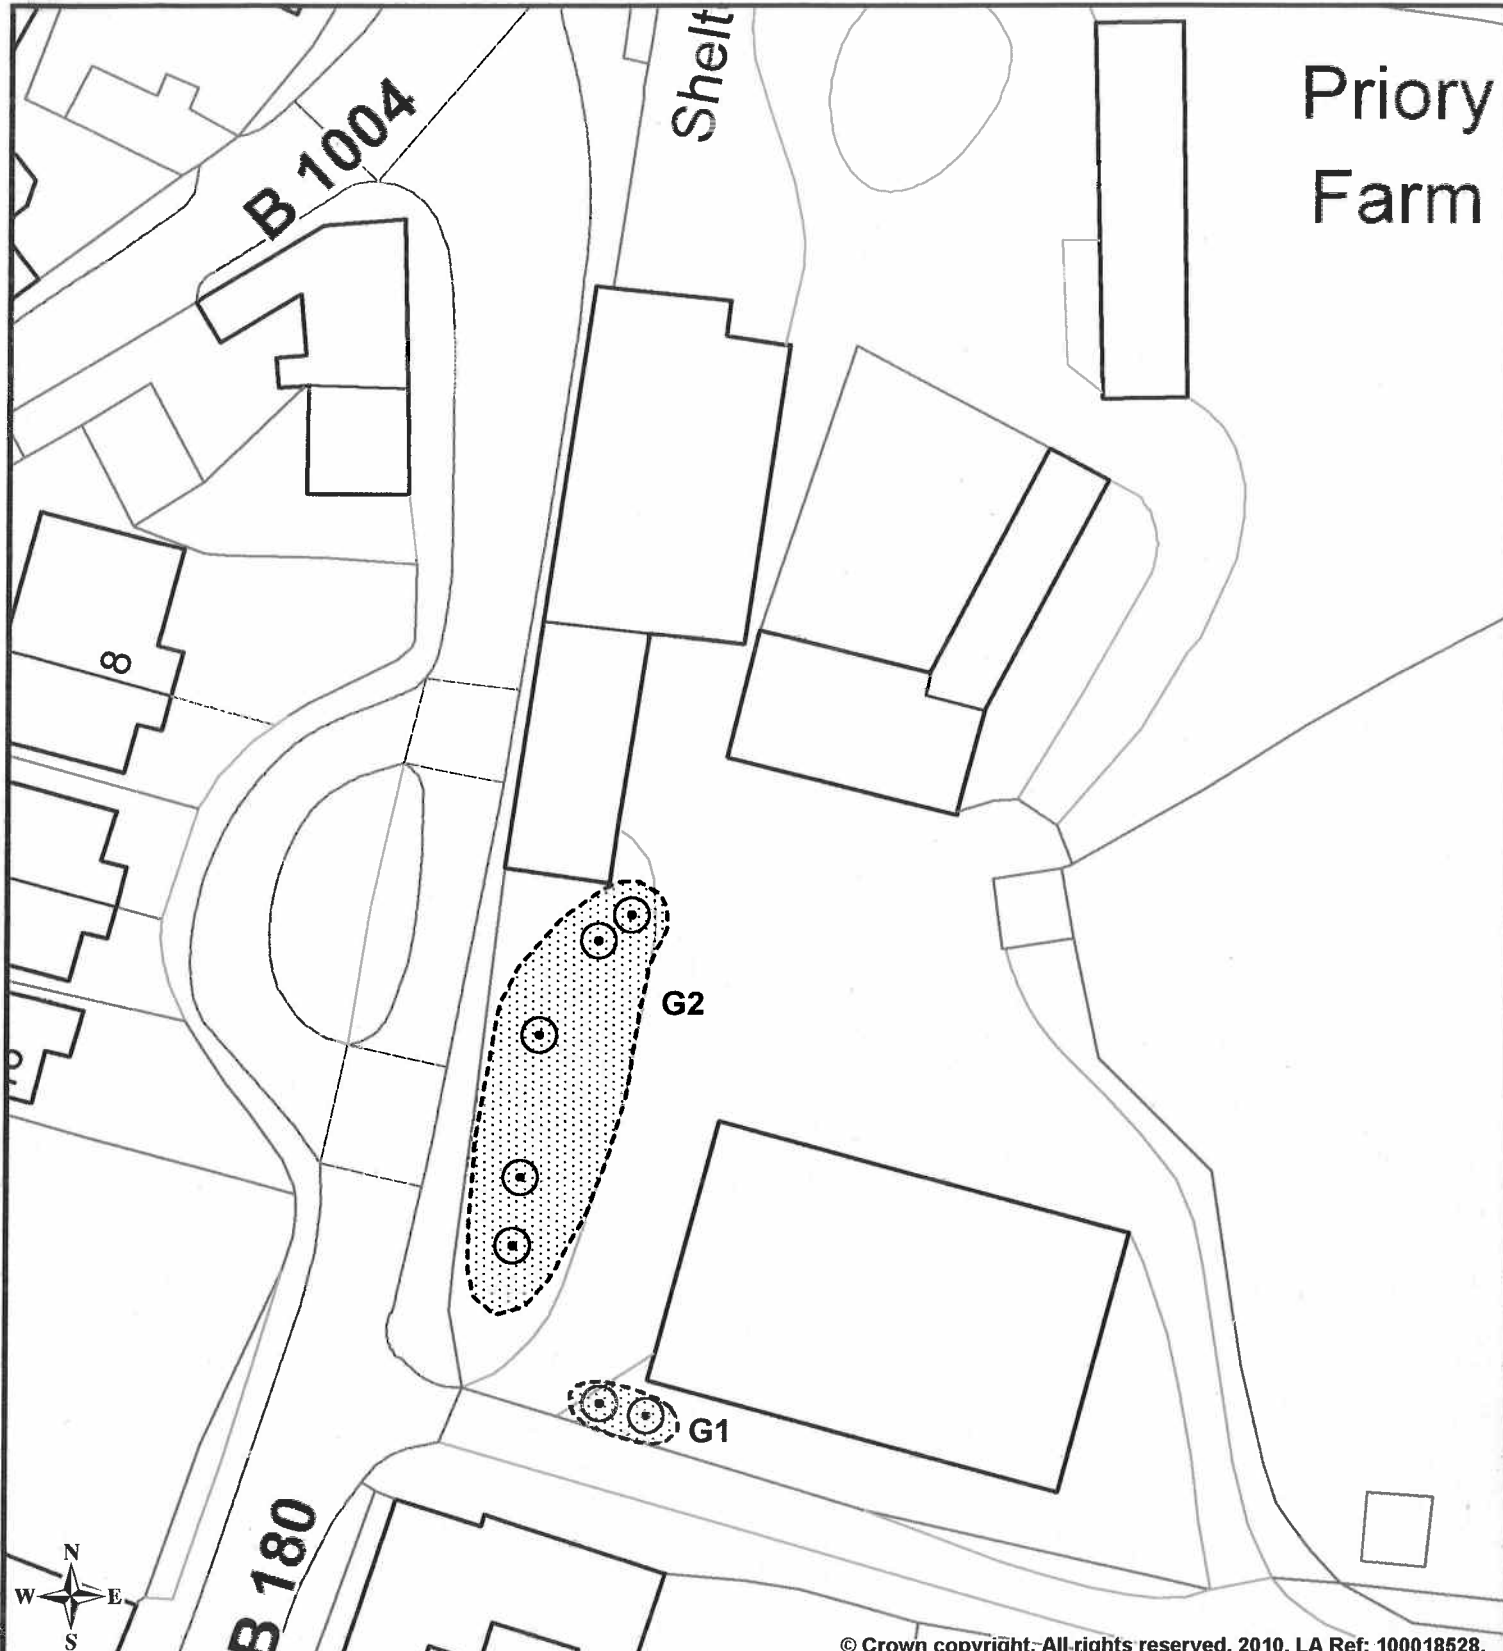 Priory
Farm
B 1004
Shelt
8
G2
G1
B 180
N
W E
S
© Crown copyright. All rights reserved. 2010. LA Ref: 100018528.